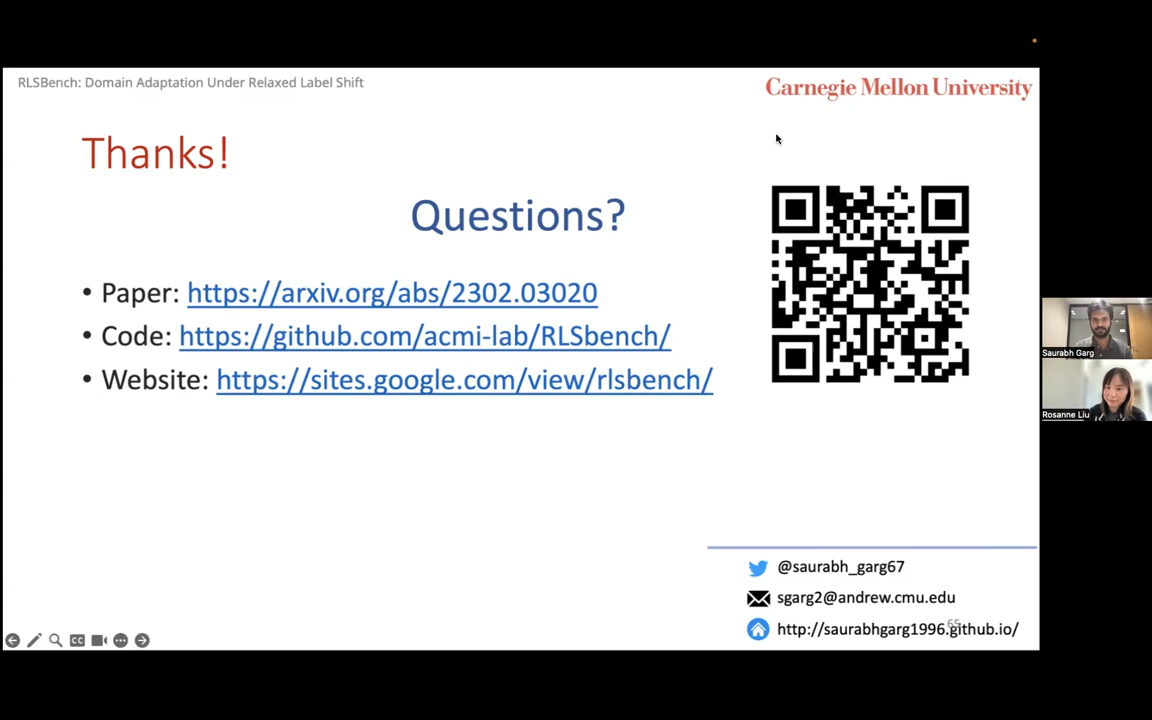 RLSBench: Domain Adaptation Under Relaxed Label Shift
Carnegie Mellon University
Thanks!
Questions?
• Paper: https://arxiv.org/abs/2302.03020
• Code: https://github.com/acmi-lab/RLSbench/
• Website: https://sites.google.com/view/rlsbench/
Saurabh Garg
Rosanne Liu
@saurabh_garg67
sgarg2@andrew.cmu.edu
65
http://saurabhgarg1996.github.io/
CC